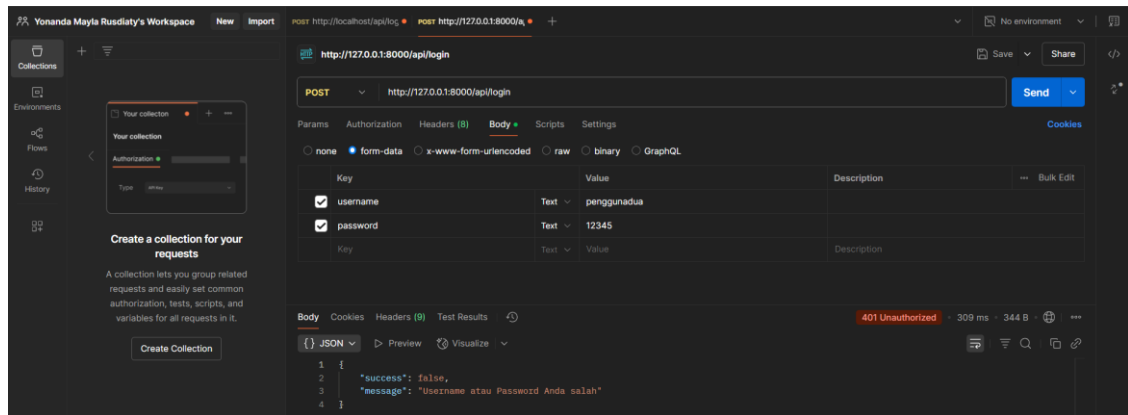 Yonanda Mayla Rusdiaty's Workspace New Import
POST http://localhost/api/log POST http://127.0.0.1:8000/a No environment
Collections
http://127.0.0.1:8000/api/login Save Share
Environments
POST http://127.0.0.1:8000/api/login Send
Flows
Params Authorization Headers (8) Body Scripts Settings Cookies
none form-data x-www-form-urlencoded raw binary GraphQL
History
Key Value Description Bulk Edit
username Text penggunadua
password Text 12345
Key Text Value Description
Your collecton
Your collection
Authorization
Type API Key
Create a collection for your
requests
A collection lets you group related
requests and easily set common
authorization, tests, scripts, and
variables for all requests in it.
Create Collection
Body Cookies Headers (9) Test Results 401 Unauthorized 309 ms 344 B
{} JSON Preview Visualize
1 {
2 "success": false,
3 "message": "Username atau Password Anda salah"
4 }